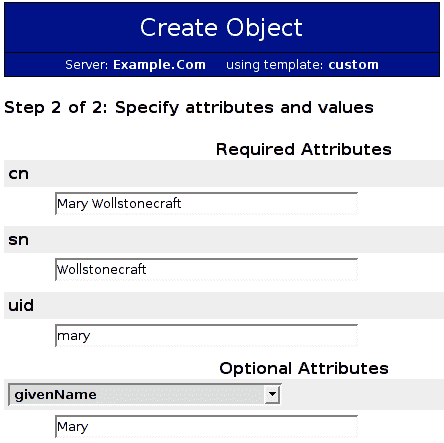 Create Object
Server: Example.Com using template: custom
Step 2 of 2: Specify attributes and values
Required Attributes
cn
Mary Wollstonecraft
sn
Wollstonecraft
uid
mary
Optional Attributes
givenName
Mary